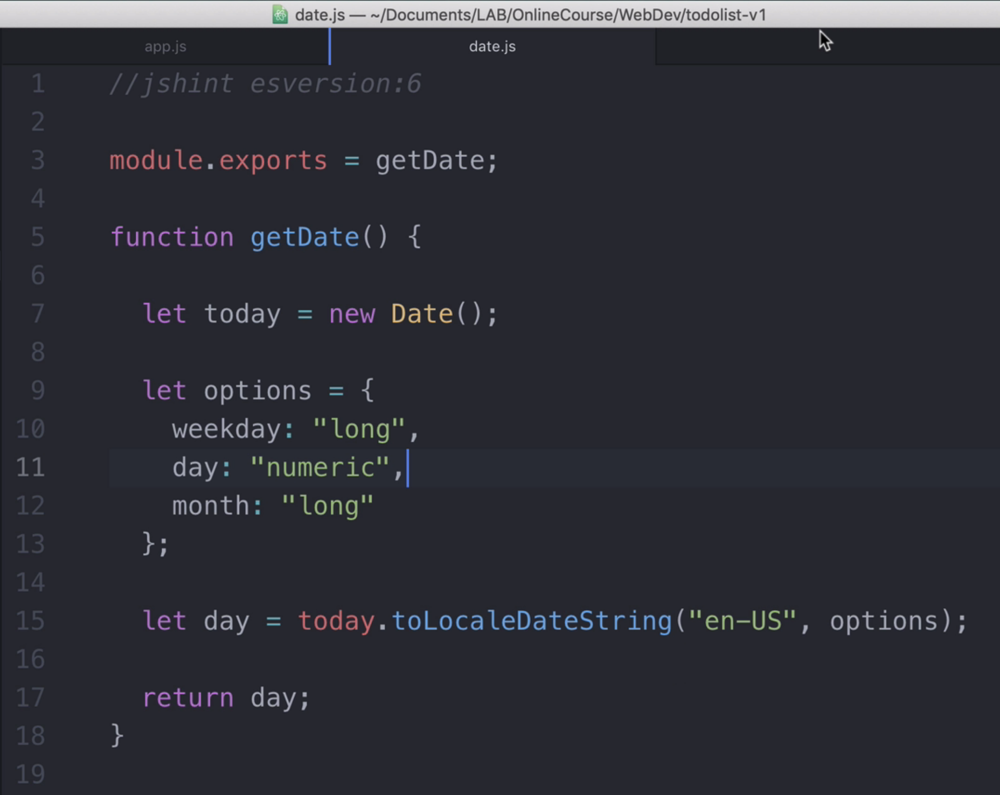 date.js — ~/Documents/LAB/OnlineCourse/WebDev/todolist-v1
app.js date.js
1 //jshint esversion:6
2
3 module.exports = getDate;
4
5 function getDate() {
6
7 let today = new Date();
8
9 let options = {
10 weekday: "long",
11 day: "numeric",
12 month: "long"
13 };
14
15 let day = today.toLocaleDateString("en-US", options);
16
17 return day;
18 }
19